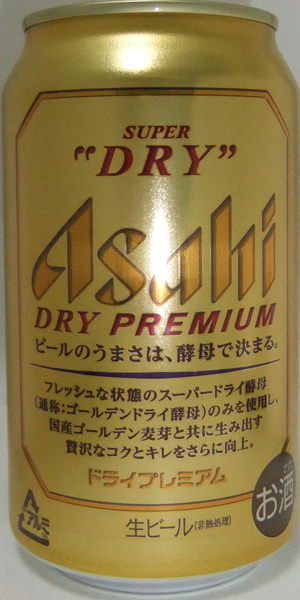 SUPER
"DRY"
Asahi
DRY PREMIUM
ビールのうまさは、酵母で決まる。
フレッシュな状態のスーパードライ酵母
(通称:ゴールデンドライ酵母)のみを使用し、
国産ゴールデン麦芽と共に生み出す
贅沢なコクとキレをさらに向上。
ドライプレミアム
アルミ
お酒
生ビール(非熱処理)